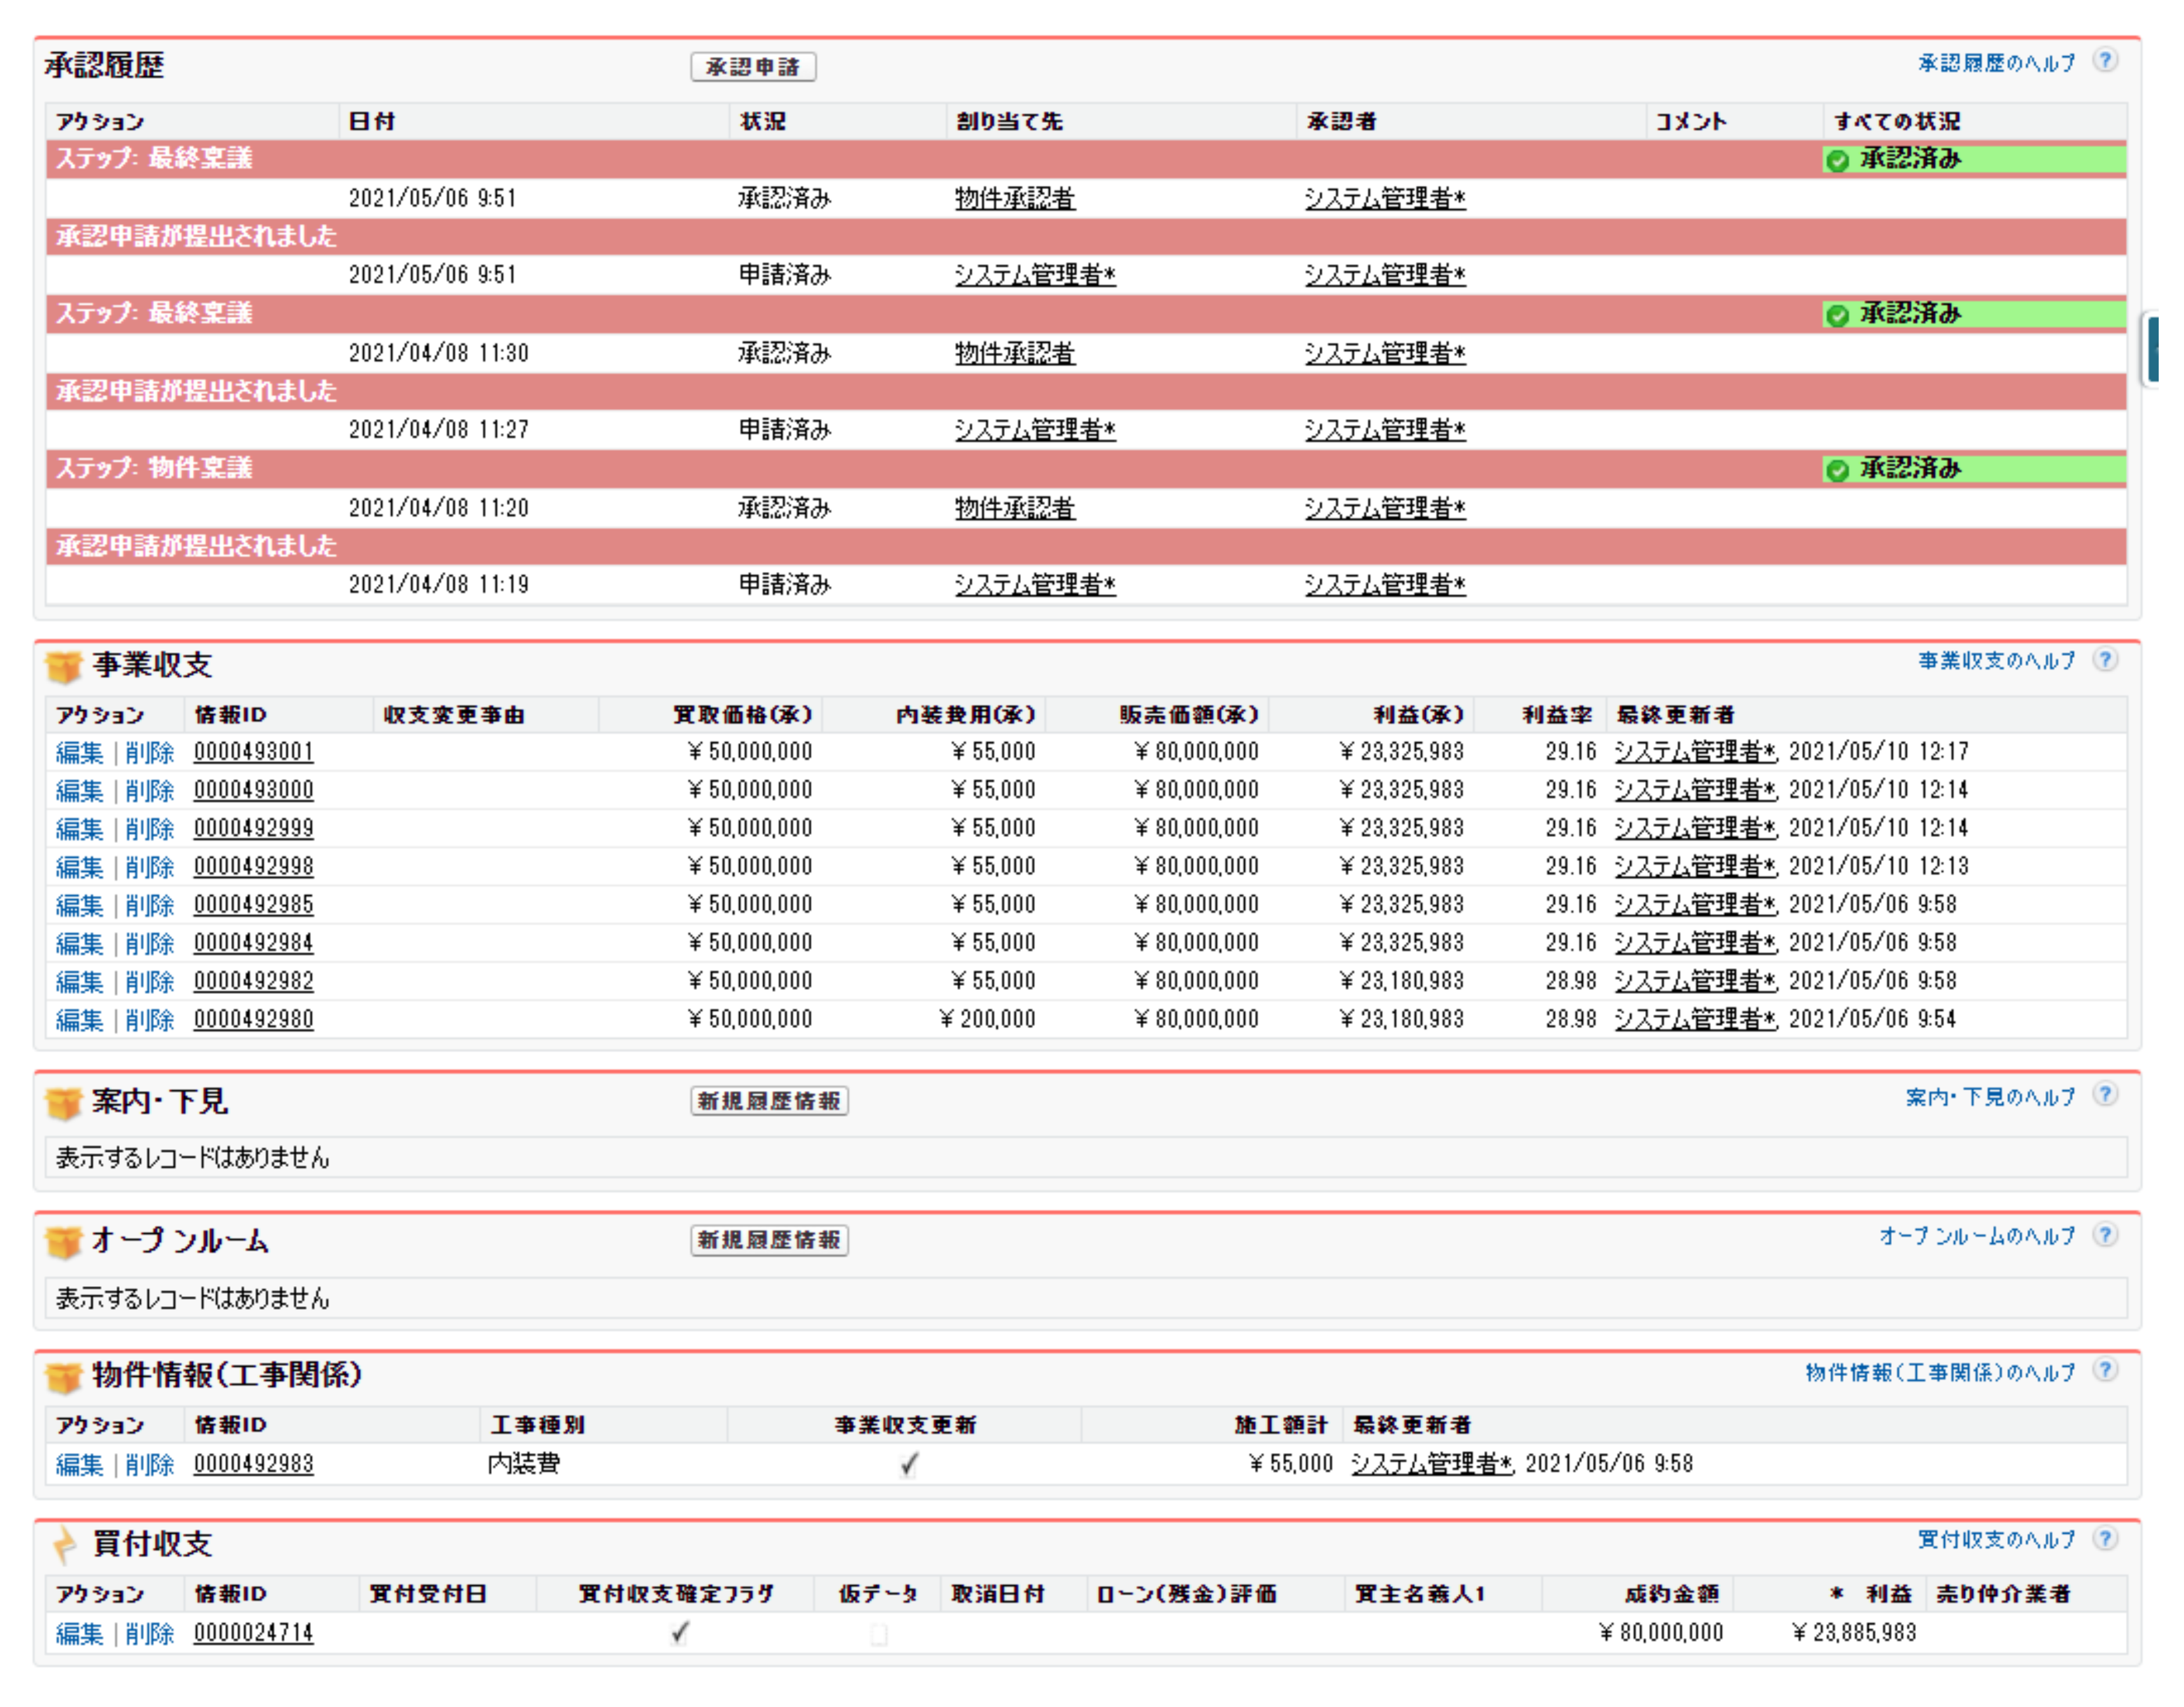 承認履歴 承認申請 承認履歴のヘルプ ?
アクション 日付 状況 割り当て先 承認者 コメント すべての状況
ステップ: 最終稟議 承認済み
2021/05/06 9:51 承認済み 物件承認者 システム管理者*
承認申請が提出されました
2021/05/06 9:51 申請済み システム管理者* システム管理者*
ステップ: 最終稟議 承認済み
2021/04/08 11:30 承認済み 物件承認者 システム管理者*
承認申請が提出されました
2021/04/08 11:27 申請済み システム管理者* システム管理者*
ステップ: 物件稟議 承認済み
2021/04/08 11:20 承認済み 物件承認者 システム管理者*
承認申請が提出されました
2021/04/08 11:19 申請済み システム管理者* システム管理者*
事業収支 事業収支のヘルプ ?
アクション 情報ID 収支変更事由 買取価格(承) 内装費用(承) 販売価額(承) 利益(承) 利益率 最終更新者
編集 | 削除 0000493001 ¥50,000,000 ¥55,000 ¥80,000,000 ¥23,325,983 29.16 システム管理者*, 2021/05/10 12:17
編集 | 削除 0000493000 ¥50,000,000 ¥55,000 ¥80,000,000 ¥23,325,983 29.16 システム管理者*, 2021/05/10 12:14
編集 | 削除 0000492999 ¥50,000,000 ¥55,000 ¥80,000,000 ¥23,325,983 29.16 システム管理者*, 2021/05/10 12:14
編集 | 削除 0000492998 ¥50,000,000 ¥55,000 ¥80,000,000 ¥23,325,983 29.16 システム管理者*, 2021/05/10 12:13
編集 | 削除 0000492985 ¥50,000,000 ¥55,000 ¥80,000,000 ¥23,325,983 29.16 システム管理者*, 2021/05/06 9:58
編集 | 削除 0000492984 ¥50,000,000 ¥55,000 ¥80,000,000 ¥23,325,983 29.16 システム管理者*, 2021/05/06 9:58
編集 | 削除 0000492982 ¥50,000,000 ¥55,000 ¥80,000,000 ¥23,180,983 28.98 システム管理者*, 2021/05/06 9:58
編集 | 削除 0000492980 ¥50,000,000 ¥200,000 ¥80,000,000 ¥23,180,983 28.98 システム管理者*, 2021/05/06 9:54
案内・下見 新規履歴情報 案内・下見のヘルプ ?
表示するレコードはありません
オープンルーム 新規履歴情報 オープンルームのヘルプ ?
表示するレコードはありません
物件情報(工事関係) 物件情報(工事関係)のヘルプ ?
アクション 情報ID 工事種別 事業収支更新 施工額計 最終更新者
編集 | 削除 0000492983 内装費 ¥55,000 システム管理者*, 2021/05/06 9:58
買付収支 買付収支のヘルプ ?
アクション 情報ID 買付受付日 買付収支確定フラグ 仮データ 取消日付 ローン(残金)評価 買主名義人1 成約金額 * 利益 売り仲介業者
編集 | 削除 0000024714 ¥80,000,000 ¥23,885,983